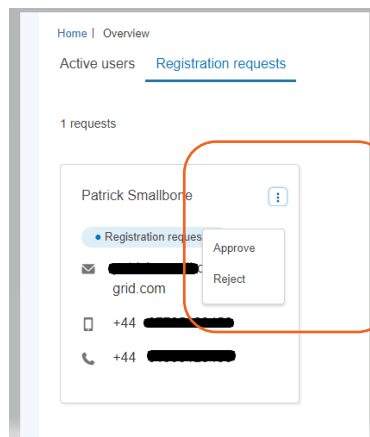 Home | Overview
Active users Registration requests
1 requests
Patrick Smallbone
Registration reques
Approve
Reject
grid.com
+44
+44